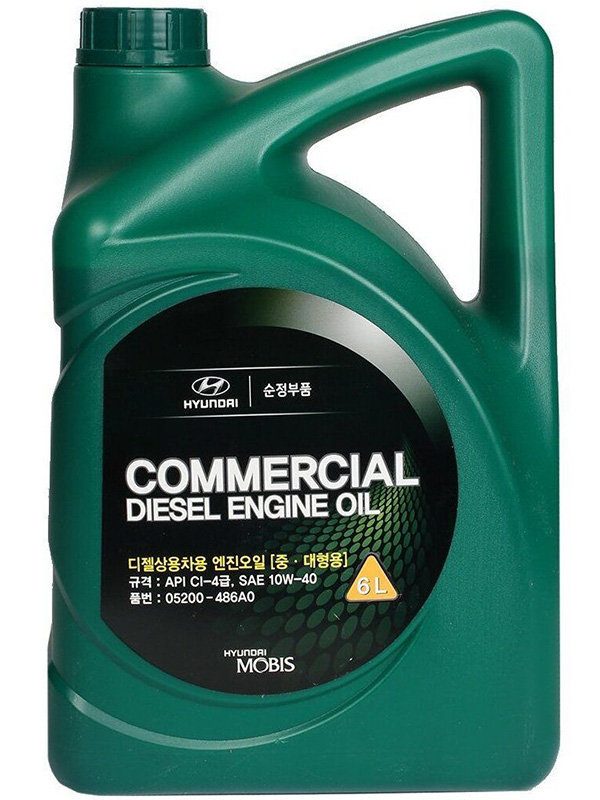 HYUNDAI
순정부품
COMMERCIAL
DIESEL ENGINE OIL
디젤상용차용 엔진오일 [중 · 대형용]
규격 : API CI-4급, SAE 10W-40
품번 : 05200-486A0
6 L
HYUNDAI
MOBIS